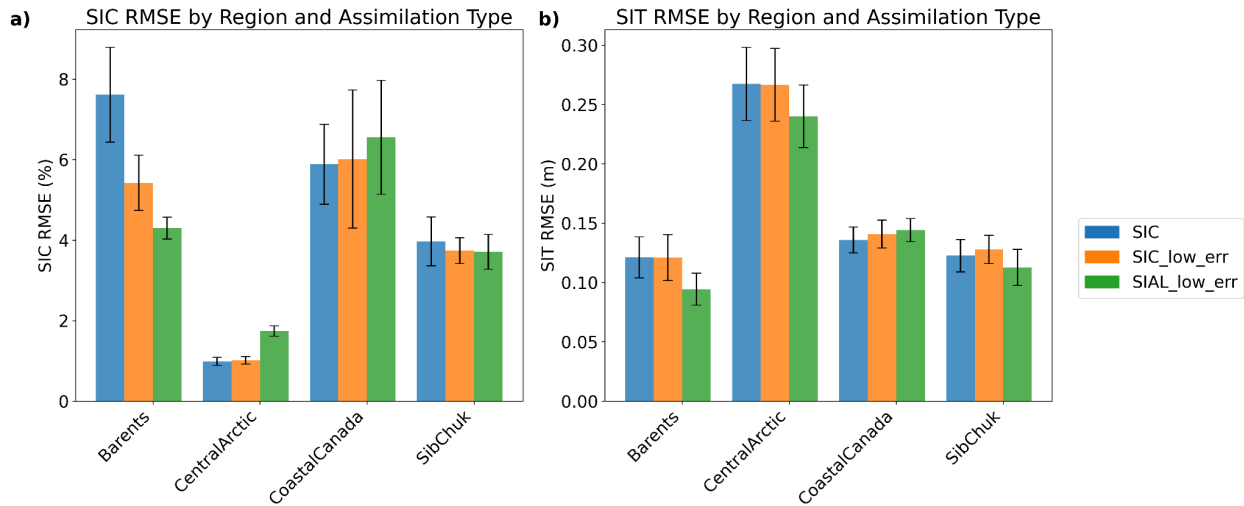 a)
SIC RMSE by Region and Assimilation Type
SIC RMSE (%)
8
6
4
2
0
Barents
CentralArctic
CoastalCanada
SibChuk
b)
SIT RMSE by Region and Assimilation Type
SIT RMSE (m)
0.30
0.25
0.20
0.15
0.10
0.05
0.00
Barents
CentralArctic
CoastalCanada
SibChuk
SIC
SIC_low_err
SIAL_low_err